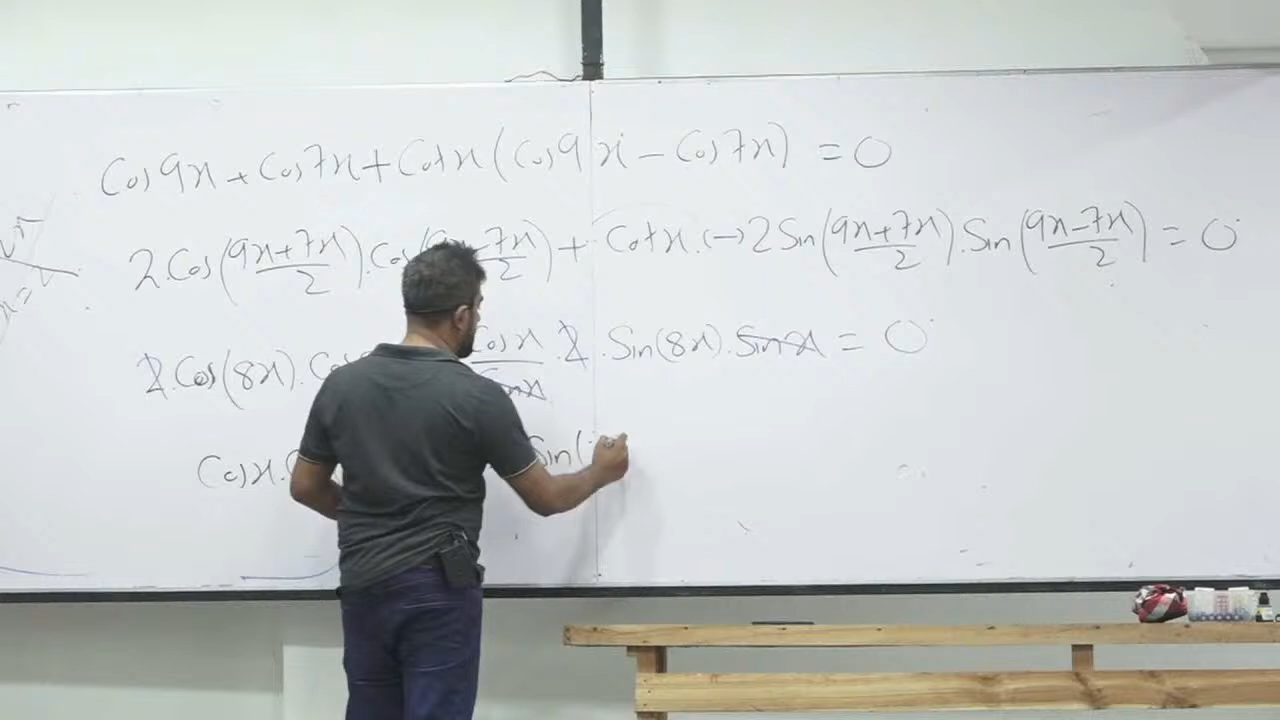 Cos 9x + Cos 7x + Cot x (Cos 9x - Cos 7x) = 0
2.Cos((9x+7x)/2).Cos((9x-7x)/2) + Cot x.(-)2 Sin((9x+7x)/2).Sin((9x-7x)/2) = 0
2.Cos(8x). Cos x/Sin x .2 .Sin(8x).Sin x = 0
Cos x. Sin(